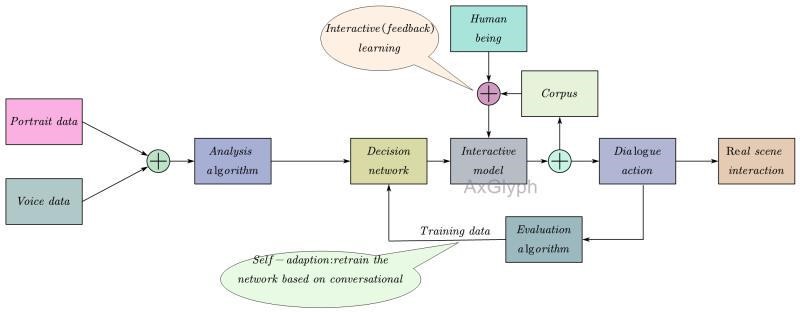 Human
being
Interactive(feedback)
learning
Corpus
Portrait data
Voice data
Analysis
algorithm
Decision
network
Interactive
model
Dialogue
action
Real scene
interaction
AxGlyph
Training data
Evaluation
algorithm
Self-adaption:retrain the
network based on conversational